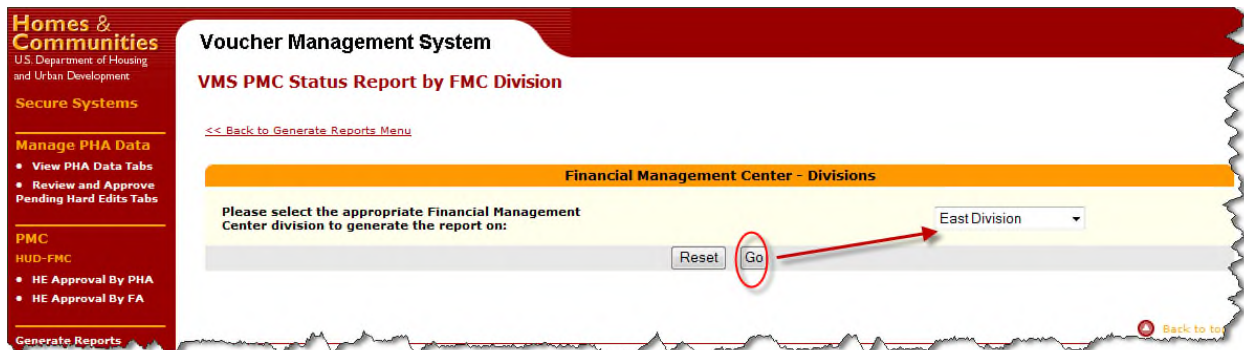 Homes &
Communities
U.S. Department of Housing
and Urban Development
Secure Systems
Manage PHA Data
• View PHA Data Tabs
• Review and Approve
Pending Hard Edits Tabs
PMC
HUD-FMC
• HE Approval By PHA
• HE Approval By FA
Generate Reports
Voucher Management System
VMS PMC Status Report by FMC Division
<< Back to Generate Reports Menu
Financial Management Center - Divisions
Please select the appropriate Financial Management
Center division to generate the report on:
East Division
Reset Go
Back to top